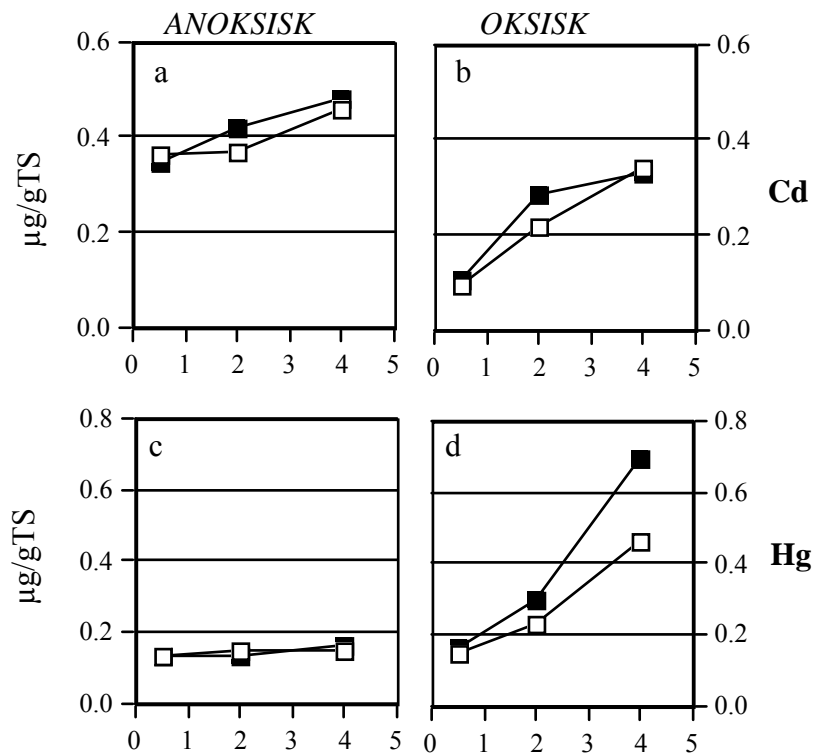 ANOKSISK OKSISK
0.6 a b 0.6
0.4 0.4
µg/gTS Cd
0.2 0.2
0.0 0.0
0 1 2 3 4 5 0 1 2 3 4 5
0.8 c d 0.8
0.6 0.6
µg/gTS Hg
0.4 0.4
0.2 0.2
0.0 0.0
0 1 2 3 4 5 0 1 2 3 4 5